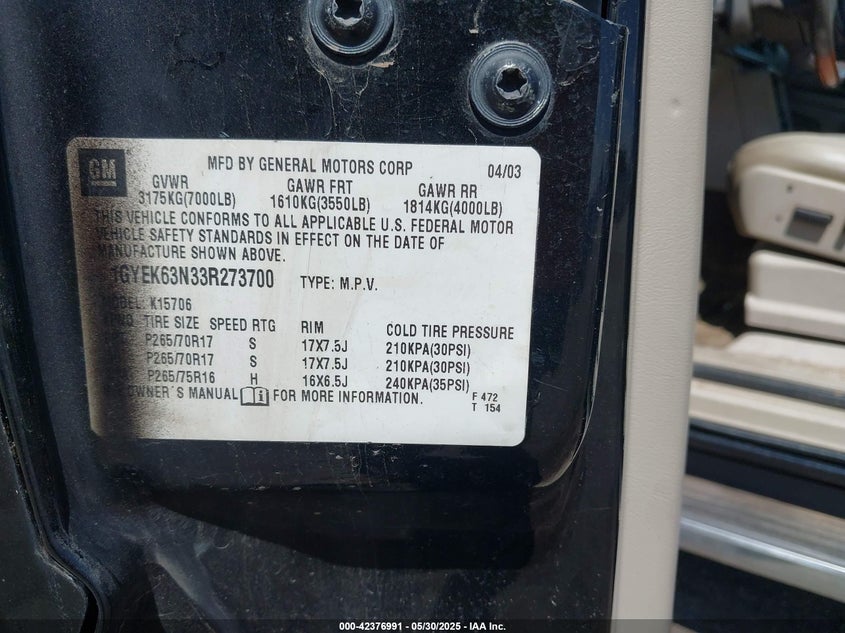 GM
MFD BY GENERAL MOTORS CORP 04/03
GVWR GAWR FRT GAWR RR
3175KG(7000LB) 1610KG(3550LB) 1814KG(4000LB)
THIS VEHICLE CONFORMS TO ALL APPLICABLE U.S. FEDERAL MOTOR
VEHICLE SAFETY STANDARDS IN EFFECT ON THE DATE OF
MANUFACTURE SHOWN ABOVE.
1GYEK63N33R273700 TYPE: M.P.V.
MODEL: K15706
TIRE SIZE SPEED RTG RIM COLD TIRE PRESSURE
P265/70R17 S 17X7.5J 210KPA(30PSI)
P265/70R17 S 17X7.5J 210KPA(30PSI)
P265/75R16 H 16X6.5J 240KPA(35PSI)
OWNER'S MANUAL i FOR MORE INFORMATION.
F 472
T 154
000-42376991 — 05/30/2025 — IAA Inc.